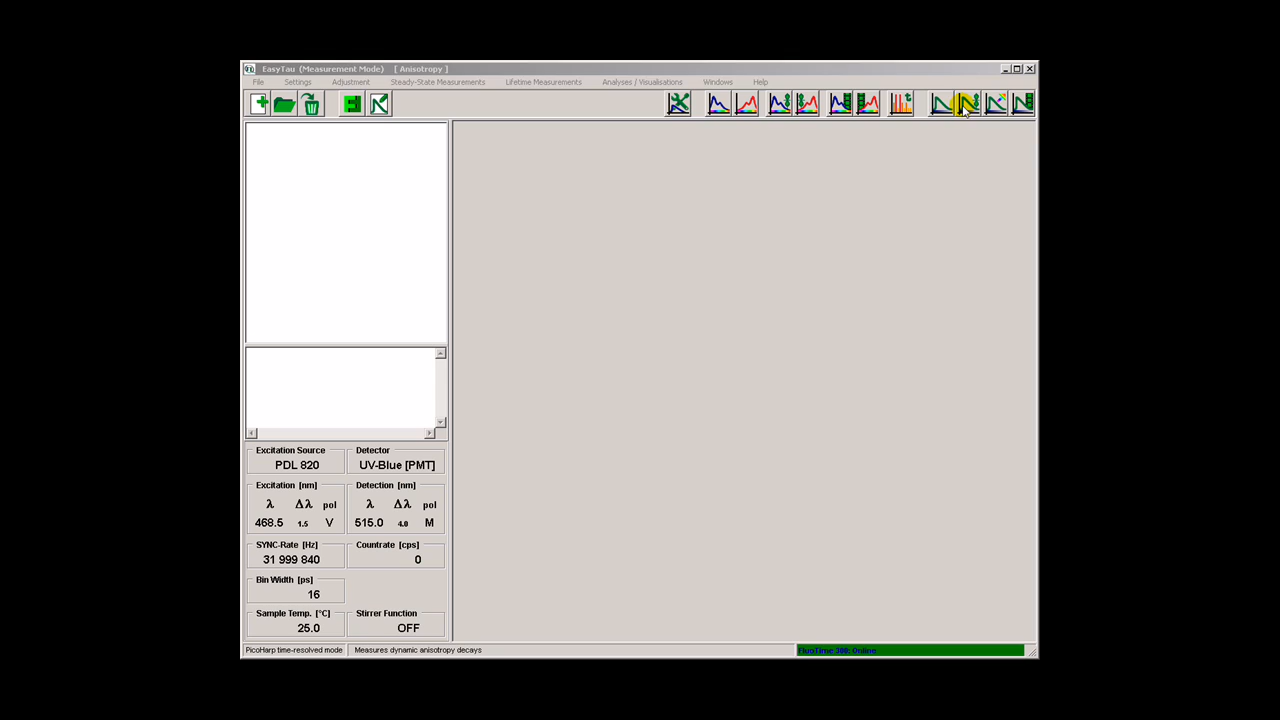 EasyTau (Measurement Mode) [ Anisotropy ]
File Settings Adjustment Steady-State Measurements Lifetime Measurements Analyses / Visualisations Windows Help
Excitation Source Detector
PDL 820 UV-Blue [PMT]
Excitation [nm] Detection [nm]
λ Δλ pol λ Δλ pol
468.5 1.5 V 515.0 4.0 M
SYNC-Rate [Hz] Countrate [cps]
31 999 840 0
Bin Width [ps]
16
Sample Temp. [°C] Stirrer Function
25.0 OFF
PicoHarp time-resolved mode Measures dynamic anisotropy decays FluoTime 300: Online